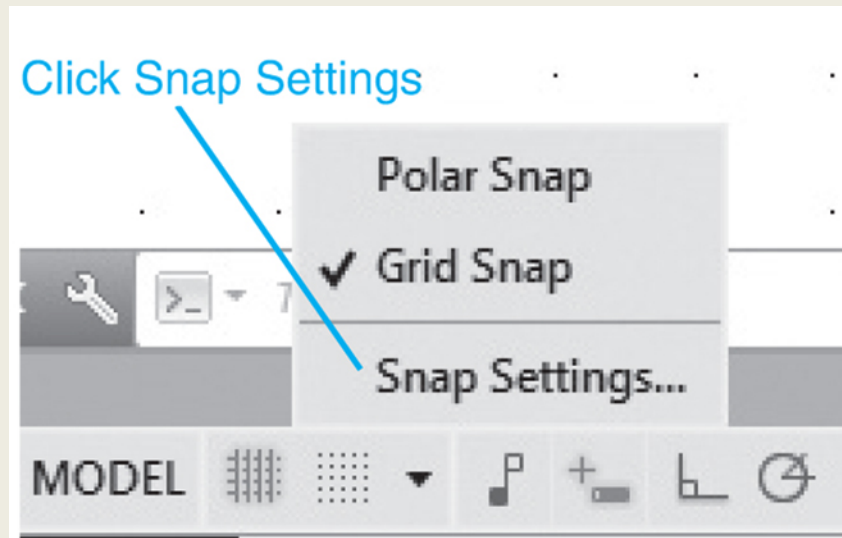 Click Snap Settings
Polar Snap
Grid Snap
>_
Snap Settings...
MODEL